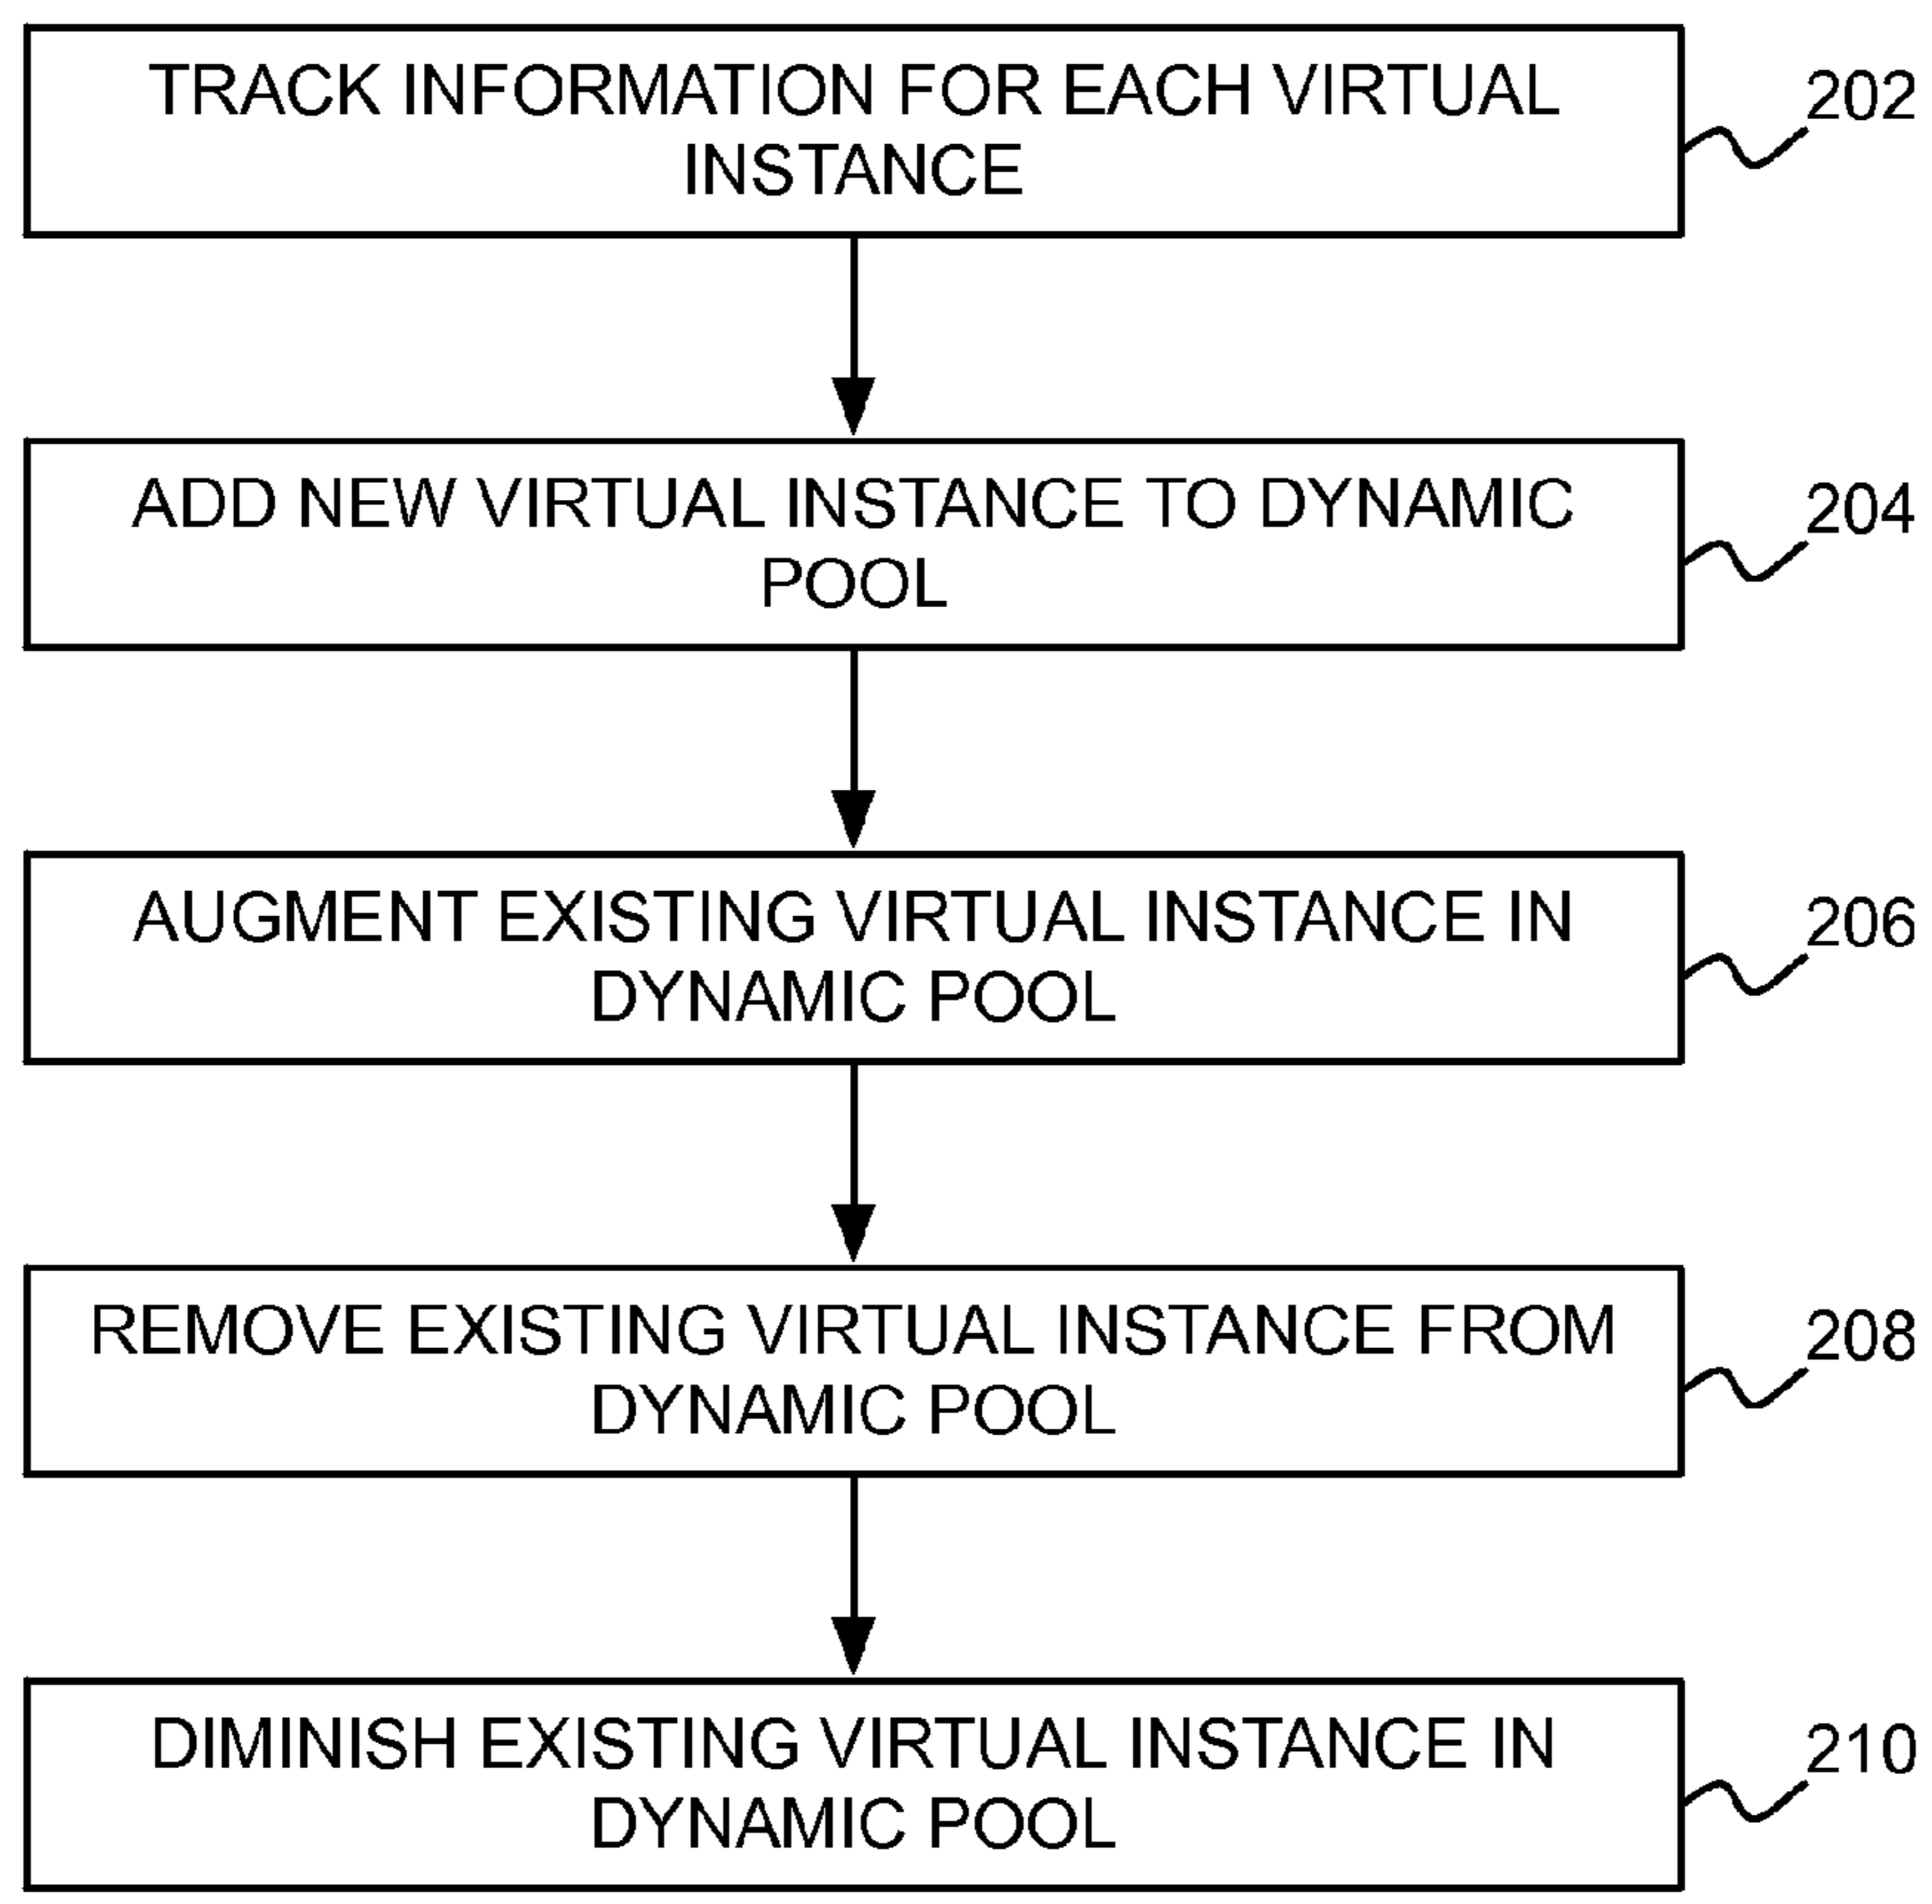 TRACK INFORMATION FOR EACH VIRTUAL
INSTANCE
202
ADD NEW VIRTUAL INSTANCE TO DYNAMIC
POOL
204
AUGMENT EXISTING VIRTUAL INSTANCE IN
DYNAMIC POOL
206
REMOVE EXISTING VIRTUAL INSTANCE FROM
DYNAMIC POOL
208
DIMINISH EXISTING VIRTUAL INSTANCE IN
DYNAMIC POOL
210